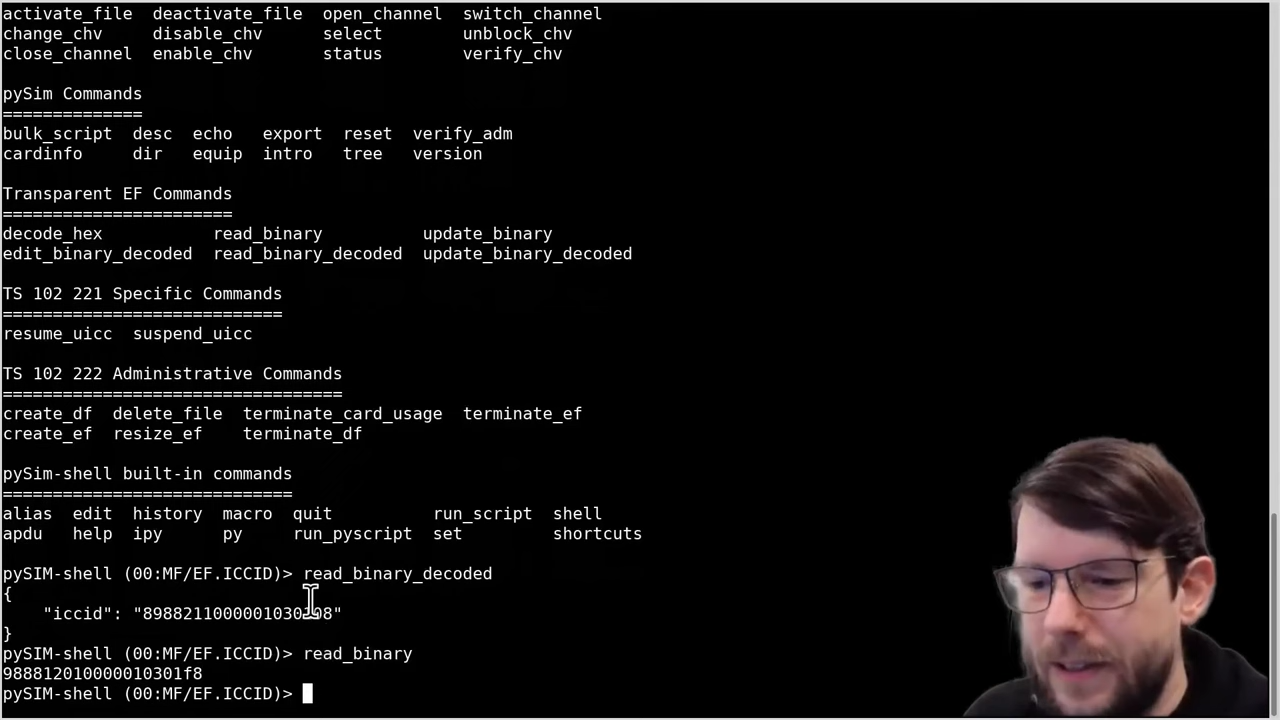 activate_file deactivate_file open_channel switch_channel
change_chv disable_chv select unblock_chv
close_channel enable_chv status verify_chv
pySim Commands
==============
bulk_script desc echo export reset verify_adm
cardinfo dir equip intro tree version
Transparent EF Commands
=======================
decode_hex read_binary update_binary
edit_binary_decoded read_binary_decoded update_binary_decoded
TS 102 221 Specific Commands
============================
resume_uicc suspend_uicc
TS 102 222 Administrative Commands
==================================
create_df delete_file terminate_card_usage terminate_ef
create_ef resize_ef terminate_df
pySim-shell built-in commands
=============================
alias edit history macro quit run_script shell
apdu help ipy py run_pyscript set shortcuts
pySIM-shell (00:MF/EF.ICCID)> read_binary_decoded
{
"iccid": "8988211000001030108"
}
pySIM-shell (00:MF/EF.ICCID)> read_binary
988812010000010301f8
pySIM-shell (00:MF/EF.ICCID)>